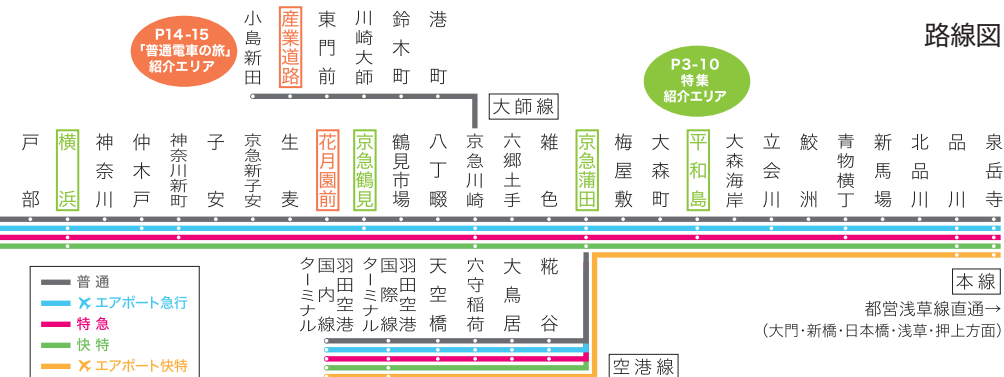 路線図
P14-15
「普通電車の旅」
紹介エリア
P3-10
特集
紹介エリア
小島新田
産業道路
東門前
川崎大師
鈴木町
港町
大師線
戸部
横浜
神奈川
仲木戸
神奈川新町
子安
京急新子安
生麦
花月園前
京急鶴見
鶴見市場
八丁畷
京急川崎
六郷土手
雑色
京急蒲田
梅屋敷
大森町
平和島
大森海岸
立会川
鮫洲
青物横丁
新馬場
北品川
品川
泉岳寺
羽田空港
国内線
ターミナル
羽田空港
国際線
ターミナル
天空橋
穴守稲荷
大鳥居
糀谷
空港線
本線
都営浅草線直通→
（大門・新橋・日本橋・浅草・押上方面）
普通
エアポート急行
特急
快特
エアポート快特